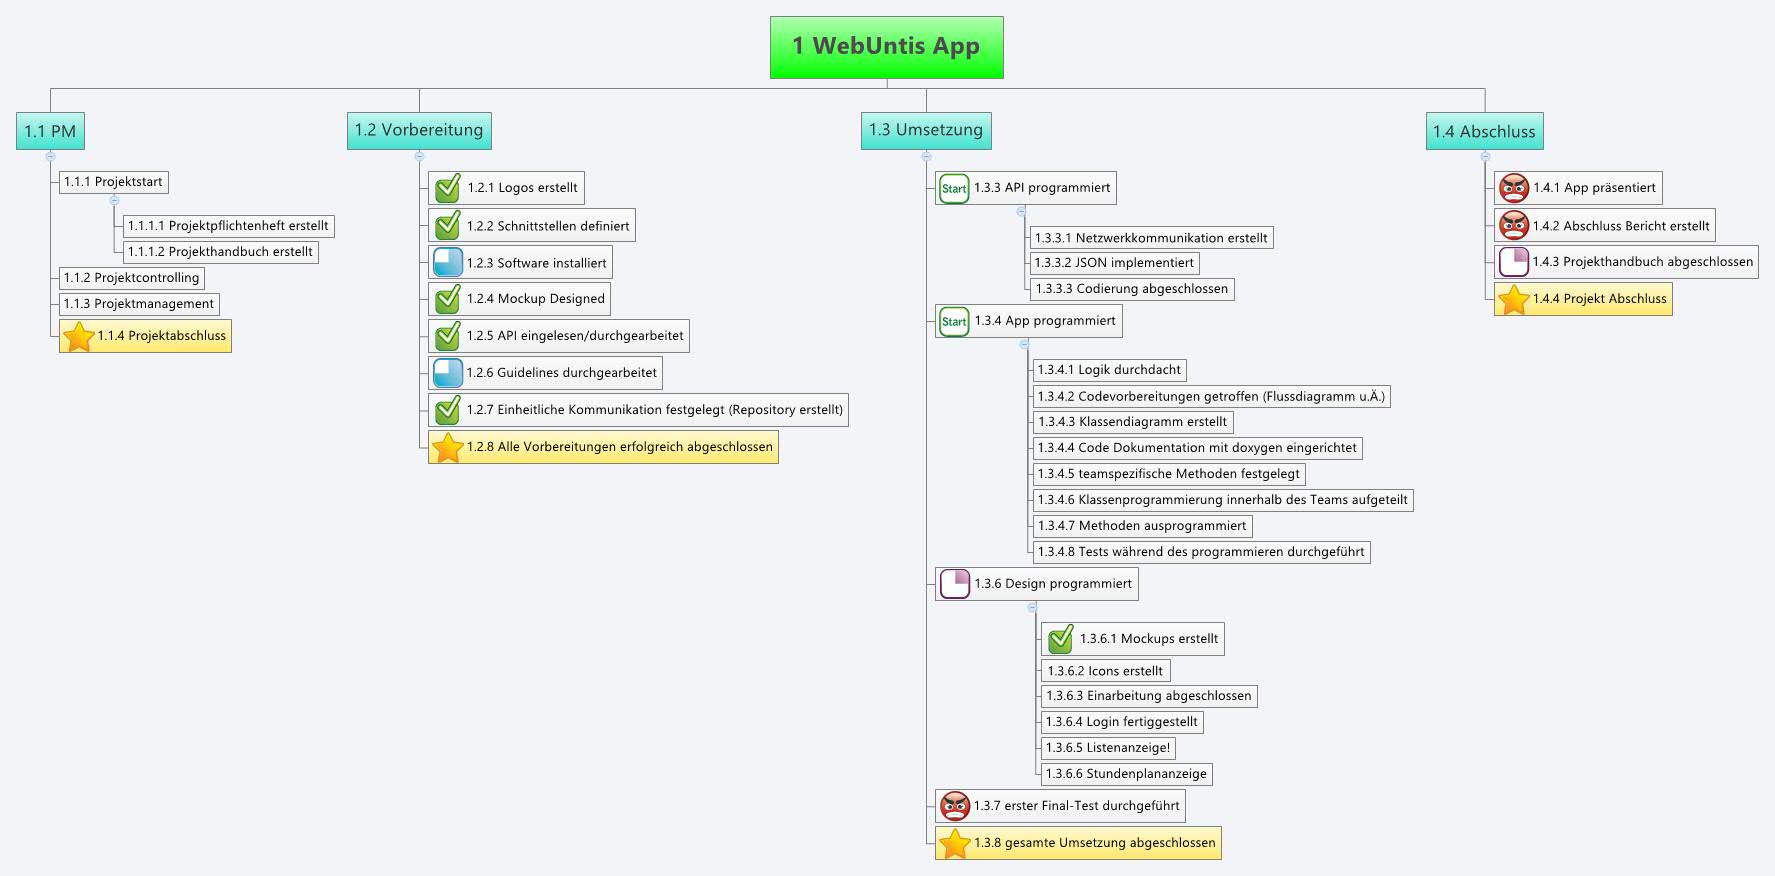 1 WebUntis App
1.1 PM
1.1.1 Projektstart
1.1.1.1 Projektpflichtenheft erstellt
1.1.1.2 Projekthandbuch erstellt
1.1.2 Projektcontrolling
1.1.3 Projektmanagement
1.1.4 Projektabschluss
1.2 Vorbereitung
1.2.1 Logos erstellt
1.2.2 Schnittstellen definiert
1.2.3 Software installiert
1.2.4 Mockup Designed
1.2.5 API eingelesen/durchgearbeitet
1.2.6 Guidelines durchgearbeitet
1.2.7 Einheitliche Kommunikation festgelegt (Repository erstellt)
1.2.8 Alle Vorbereitungen erfolgreich abgeschlossen
1.3 Umsetzung
Start 1.3.3 API programmiert
1.3.3.1 Netzwerkkommunikation erstellt
1.3.3.2 JSON implementiert
1.3.3.3 Codierung abgeschlossen
Start 1.3.4 App programmiert
1.3.4.1 Logik durchdacht
1.3.4.2 Codevorbereitungen getroffen (Flussdiagramm u.Ä.)
1.3.4.3 Klassendiagramm erstellt
1.3.4.4 Code Dokumentation mit doxygen eingerichtet
1.3.4.5 teamspezifische Methoden festgelegt
1.3.4.6 Klassenprogrammierung innerhalb des Teams aufgeteilt
1.3.4.7 Methoden ausprogrammiert
1.3.4.8 Tests während des programmieren durchgeführt
1.3.6 Design programmiert
1.3.6.1 Mockups erstellt
1.3.6.2 Icons erstellt
1.3.6.3 Einarbeitung abgeschlossen
1.3.6.4 Login fertiggestellt
1.3.6.5 Listenanzeige!
1.3.6.6 Stundenplananzeige
1.3.7 erster Final-Test durchgeführt
1.3.8 gesamte Umsetzung abgeschlossen
1.4 Abschluss
1.4.1 App präsentiert
1.4.2 Abschluss Bericht erstellt
1.4.3 Projekthandbuch abgeschlossen
1.4.4 Projekt Abschluss